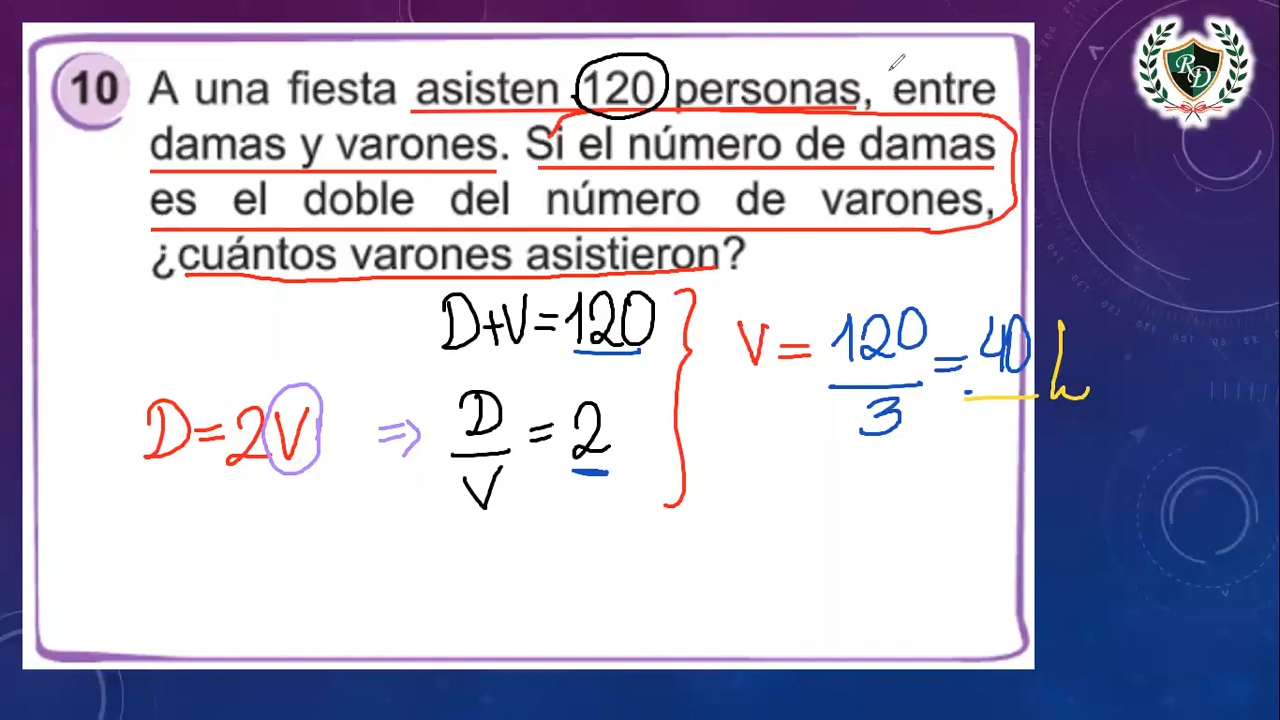 10 A una fiesta asisten 120 personas, entre
damas y varones. Si el número de damas
es el doble del número de varones,
¿cuántos varones asistieron?
D+V=120
V = 120/3 = 40
D=2V ⇒ D/V = 2
RD